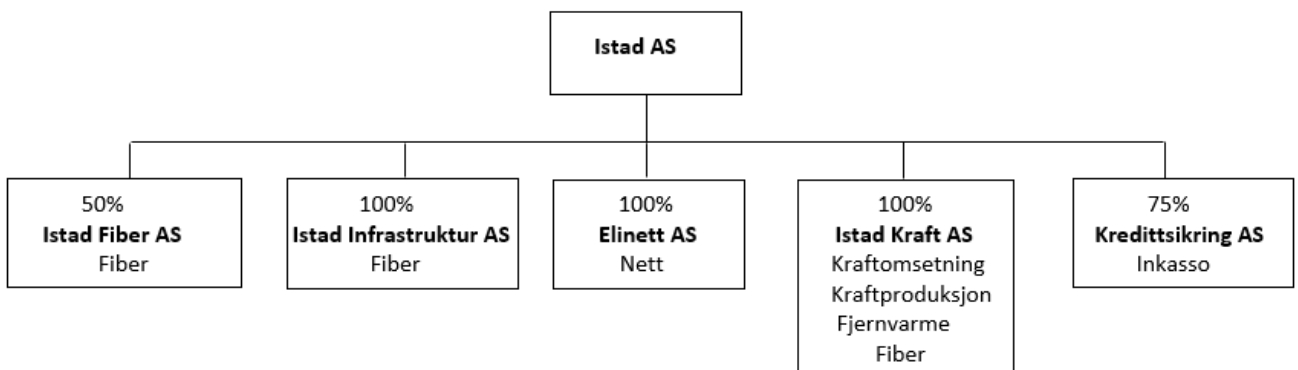 Istad AS
50%
Istad Fiber AS
Fiber
100%
Istad Infrastruktur AS
Fiber
100%
Elinett AS
Nett
100%
Istad Kraft AS
Kraftomsetning
Kraftproduksjon
Fjernvarme
Fiber
75%
Kredittsikring AS
Inkasso